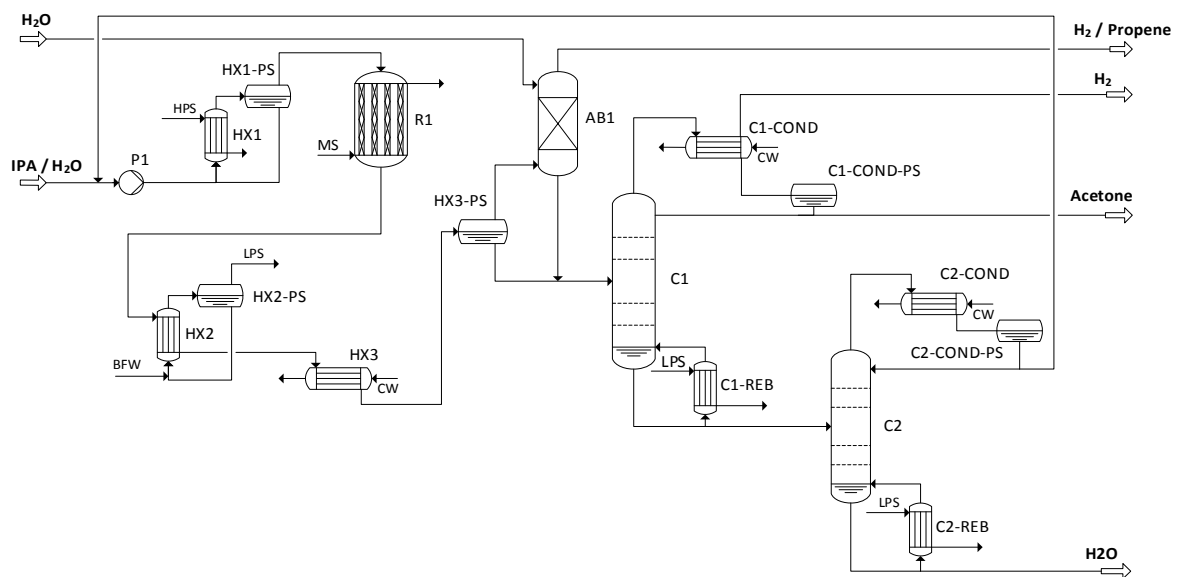 H₂O
H₂ / Propene
HX1-PS
H₂
HPS
R1
AB1
C1-COND
HX1
CW
MS
P1
C1-COND-PS
IPA / H₂O
HX3-PS
Acetone
LPS
C1
C2-COND
HX2-PS
CW
HX2
C2-COND-PS
HX3
BFW
LPS
CW
C1-REB
C2
LPS
C2-REB
H2O